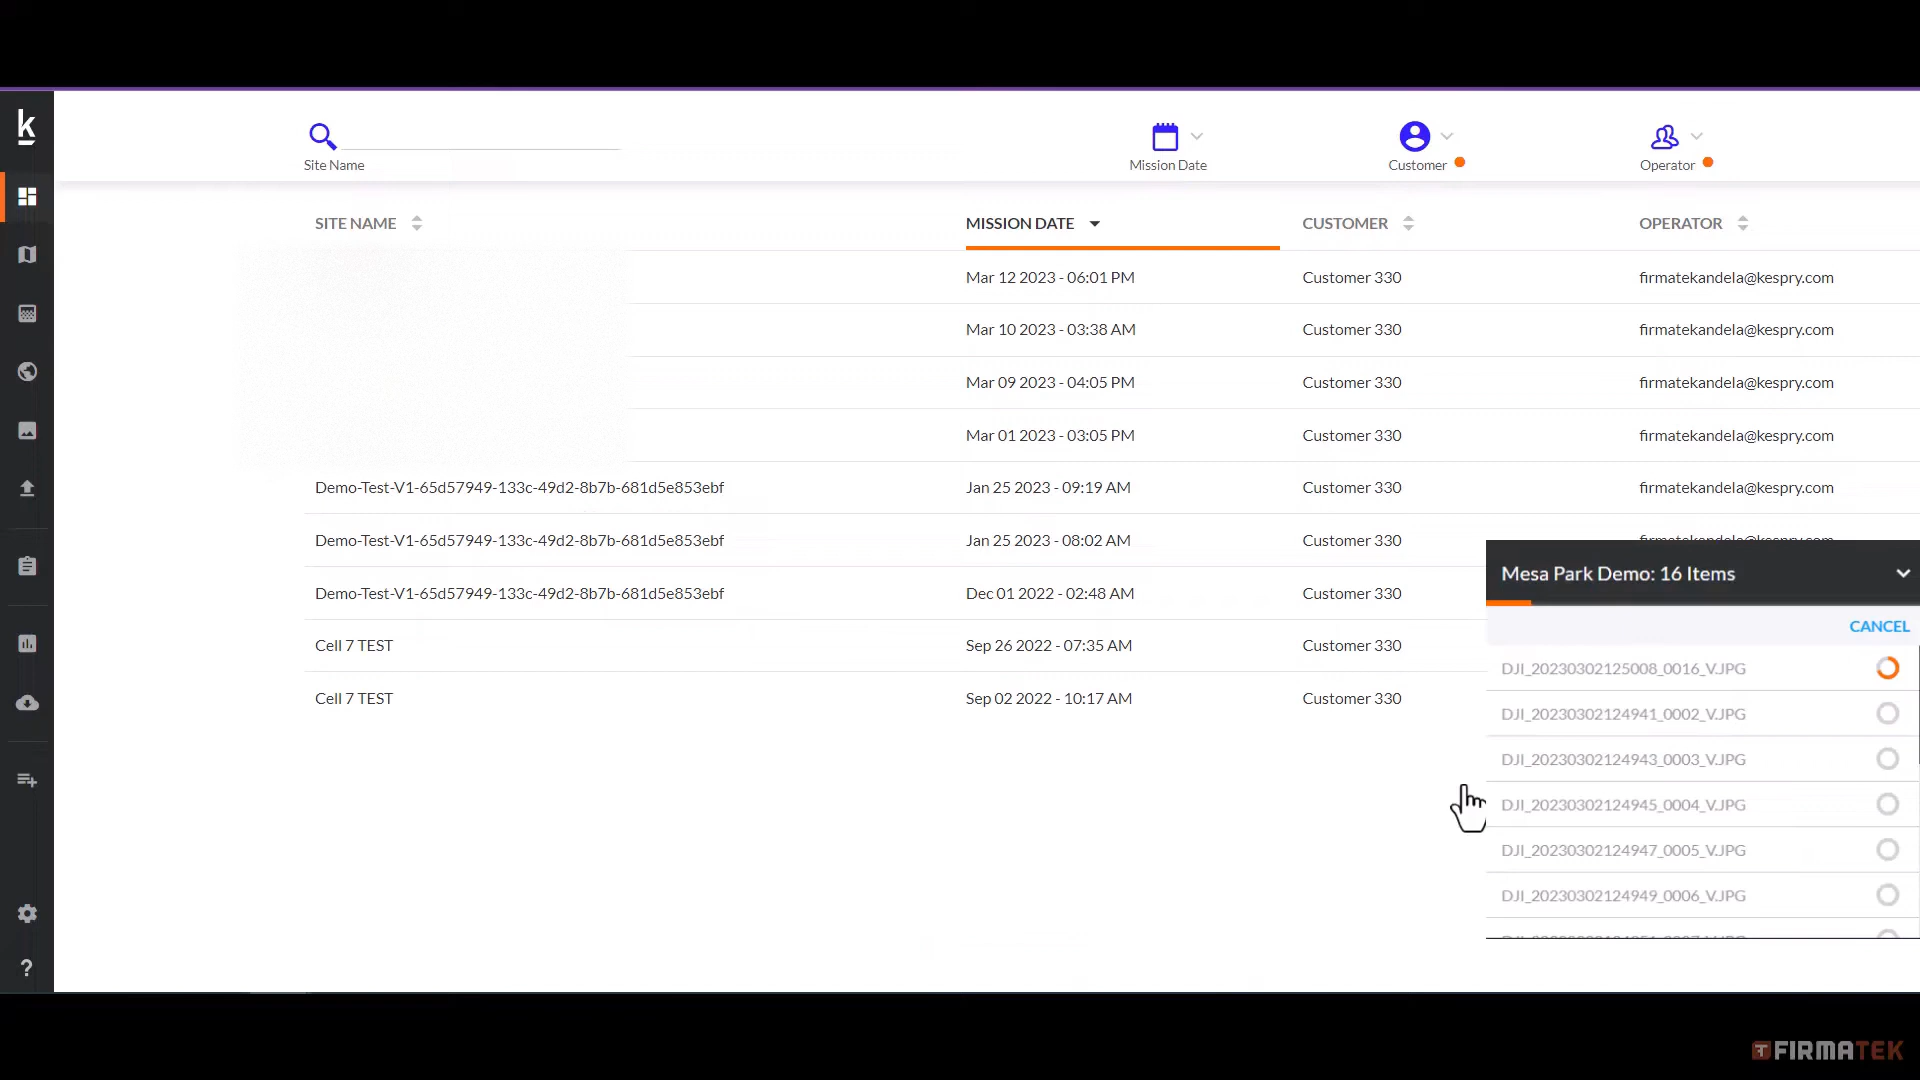 k
Site Name
Mission Date
Customer
Operator
SITE NAME
MISSION DATE
CUSTOMER
OPERATOR
Mar 12 2023 - 06:01 PM
Customer 330
firmatekandela@kespry.com
Mar 10 2023 - 03:38 AM
Customer 330
firmatekandela@kespry.com
Mar 09 2023 - 04:05 PM
Customer 330
firmatekandela@kespry.com
Mar 01 2023 - 03:05 PM
Customer 330
firmatekandela@kespry.com
Demo-Test-V1-65d57949-133c-49d2-8b7b-681d5e853ebf
Jan 25 2023 - 09:19 AM
Customer 330
firmatekandela@kespry.com
Demo-Test-V1-65d57949-133c-49d2-8b7b-681d5e853ebf
Jan 25 2023 - 08:02 AM
Customer 330
Demo-Test-V1-65d57949-133c-49d2-8b7b-681d5e853ebf
Dec 01 2022 - 02:48 AM
Customer 330
Cell 7 TEST
Sep 26 2022 - 07:35 AM
Customer 330
Cell 7 TEST
Sep 02 2022 - 10:17 AM
Customer 330
Mesa Park Demo: 16 Items
CANCEL
DJI_20230302125008_0016_V.JPG
DJI_20230302124941_0002_V.JPG
DJI_20230302124943_0003_V.JPG
DJI_20230302124945_0004_V.JPG
DJI_20230302124947_0005_V.JPG
DJI_20230302124949_0006_V.JPG
?
FIRMATEK